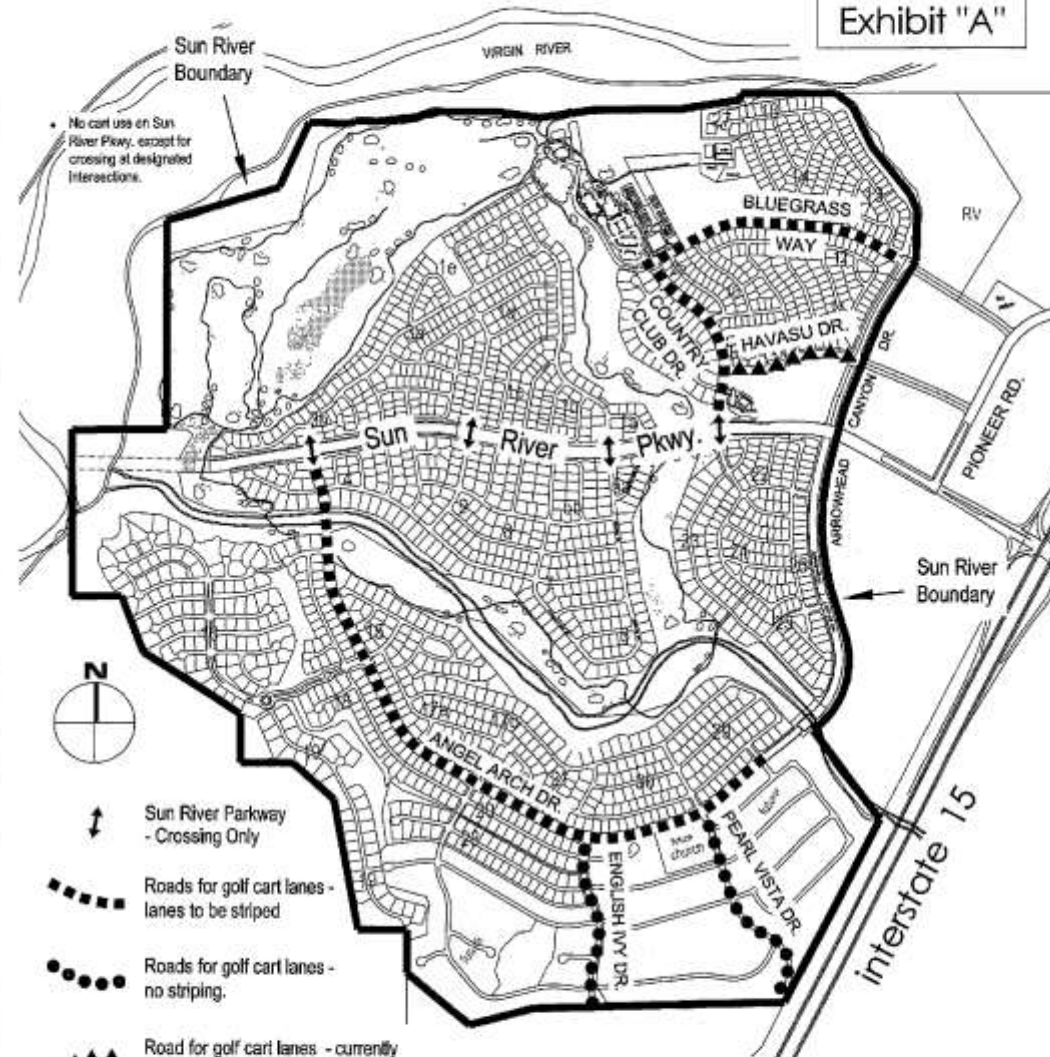 Exhibit "A"
Sun River
Boundary
VIRGIN RIVER
• No cart use on Sun
River Pkwy. except for
crossing at designated
Intersections.
BLUEGRASS
WAY
RV
COUNTRY
CLUB DR.
HAVASU DR.
CANYON DR.
ARROWHEAD
PIONEER RD.
1e
Sun River Pkwy.
Sun River
Boundary
N
ANGEL ARCH DR.
PEARL VISTA DR.
ENGLISH IVY DR.
future
church
future
Interstate 15
Sun River Parkway
- Crossing Only
Roads for golf cart lanes -
lanes to be striped
Roads for golf cart lanes -
no striping.
Road for golf cart lanes - currently